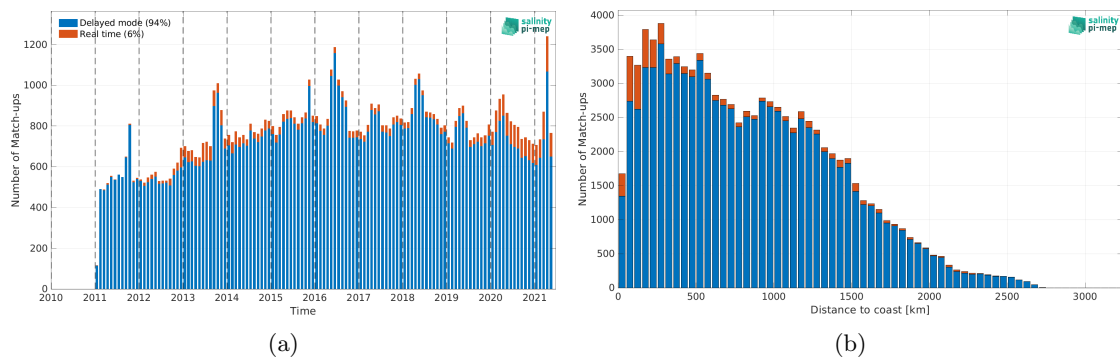 Delayed mode (94%)
Real time (6%)
salinity
pi-mep
Number of Match-ups
1200
1000
800
600
400
200
0
2010 2011 2012 2013 2014 2015 2016 2017 2018 2019 2020 2021
Time
(a)
salinity
pi-mep
Number of Match-ups
4000
3500
3000
2500
2000
1500
1000
500
0
0 500 1000 1500 2000 2500 3000
Distance to coast [km]
(b)